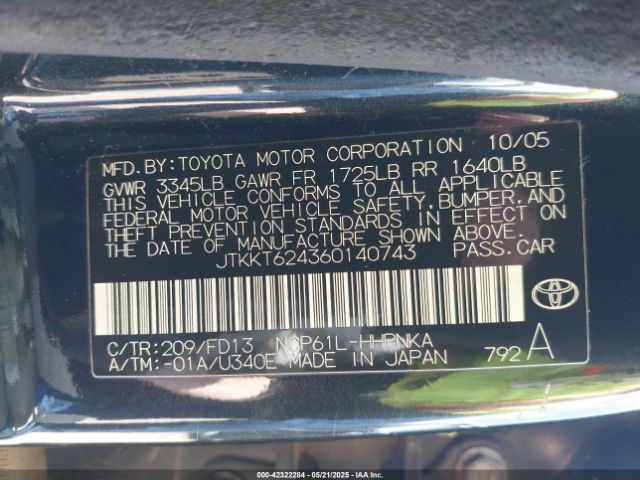 MFD.BY:TOYOTA MOTOR CORPORATION 10/05
GVWR 3345LB GAWR FR 1725LB RR 1640LB
THIS VEHICLE CONFORMS TO ALL APPLICABLE
FEDERAL MOTOR VEHICLE SAFETY,BUMPER,AND
THEFT PREVENTION STANDARDS IN EFFECT ON
THE DATE OF MANUFACTURE SHOWN ABOVE.
JTKKT624360140743 PASS.CAR
C/TR:209/FD13 NCP61L-HHPNKA
A/TM:-01A/U340E MADE IN JAPAN 792 A
000-42322284 - 05/21/2025 - IAA Inc.